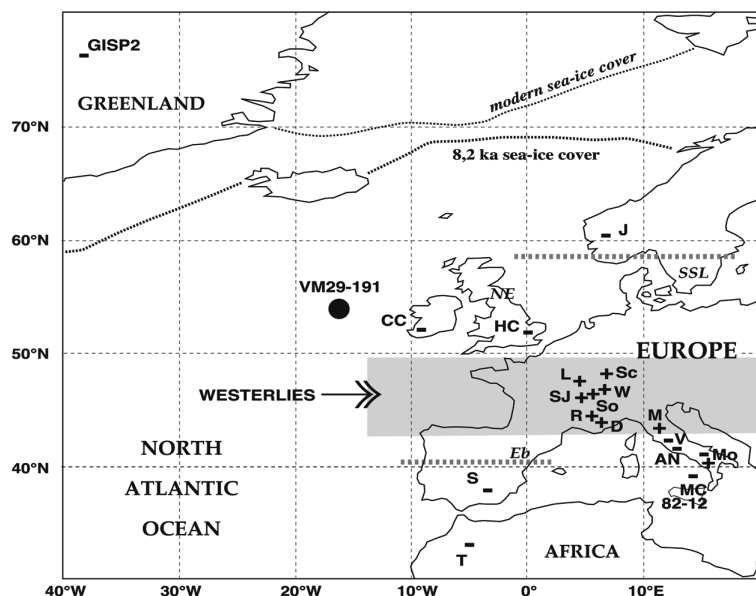 GISP2
GREENLAND
modern sea-ice cover
70°N
8,2 ka sea-ice cover
J
60°N
SSL
VM29-191
NE
CC
HC
50°N
EUROPE
L
Sc
WESTERLIES
SJ
W
So
R
D
M
V
NORTH
ATLANTIC
OCEAN
Eb
AN
Mo
40°N
S
MC
82-12
T
AFRICA
40°W
30°W
20°W
10°W
0°
10°E